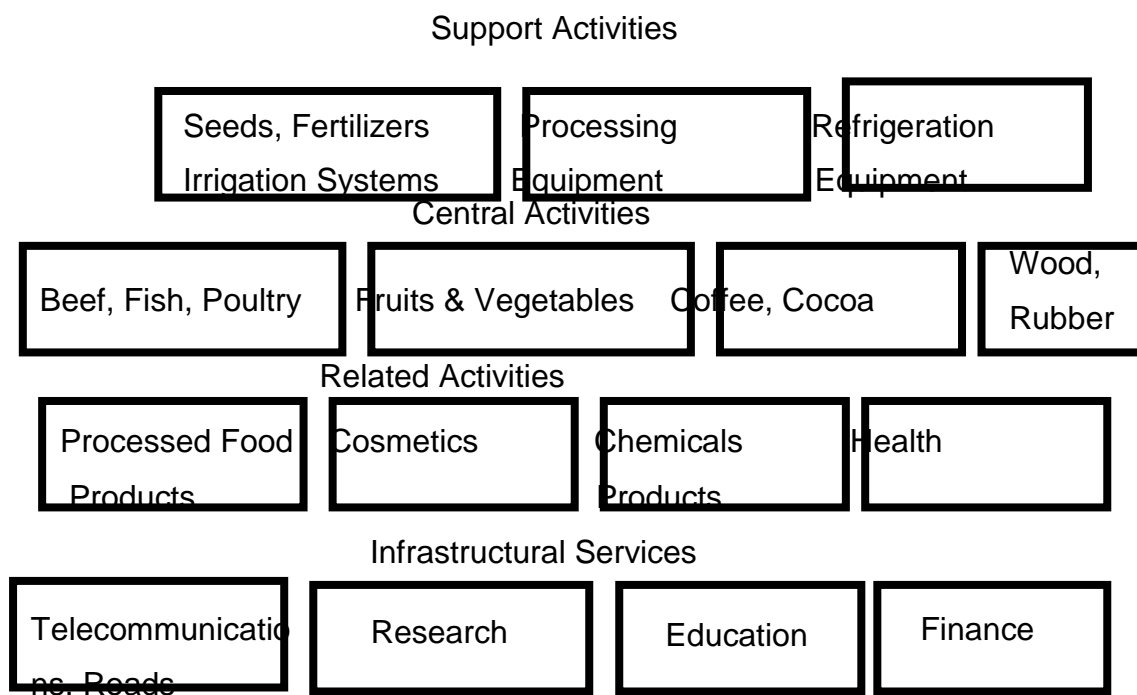 Support Activities
Seeds, Fertilizers Processing Refrigeration
Irrigation Systems Equipment Equipment
Central Activities
Wood,
Beef, Fish, Poultry Fruits & Vegetables Coffee, Cocoa
Rubber
Related Activities
Processed Food Cosmetics Chemicals Health
Products Products
Infrastructural Services
Telecommunicatio Research Education Finance
ns, Roads